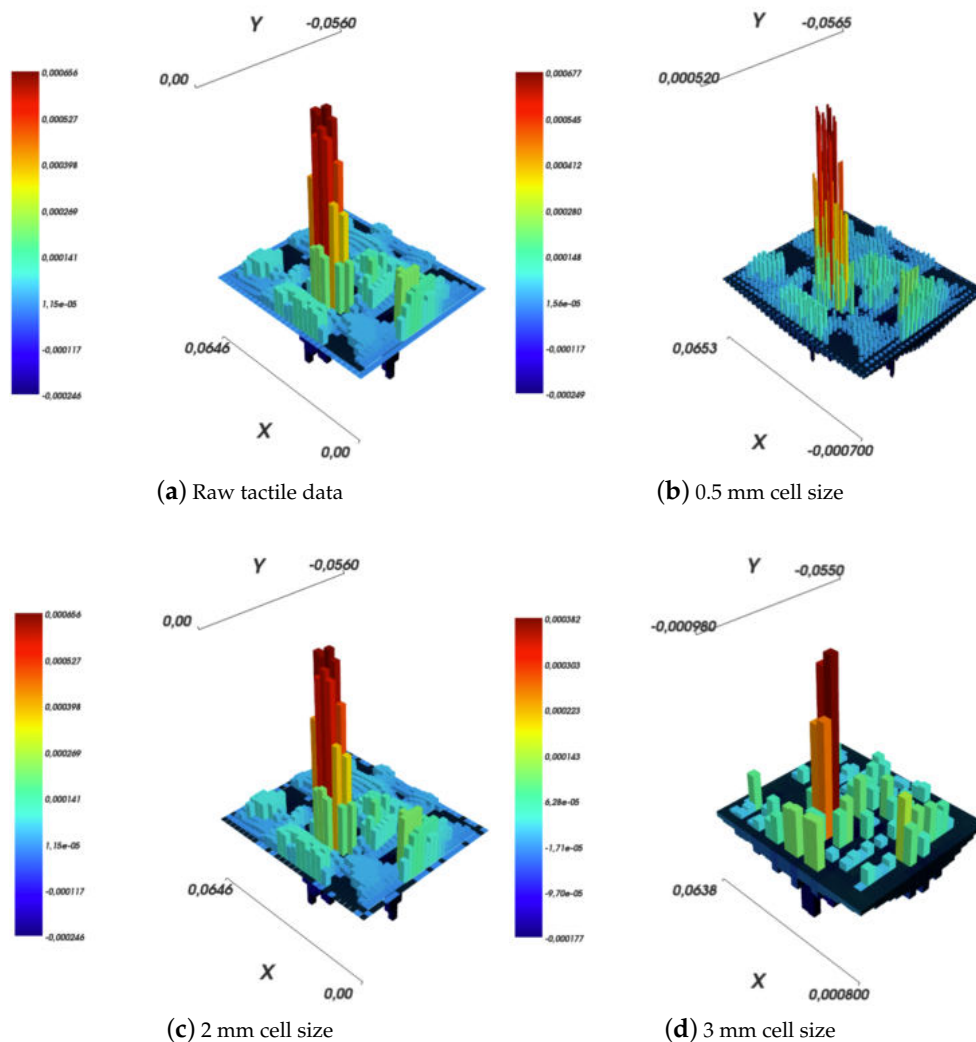 Y
-0,0560
0,00
0,000656
0,000527
0,000398
0,000269
0,000141
1,15e-05
-0,000117
-0,000246
0,0646
X
0,00
(a) Raw tactile data
Y
-0,0565
0,000520
0,000677
0,000545
0,000412
0,000280
0,000148
1,56e-05
-0,000117
-0,000249
0,0653
X
-0,000700
(b) 0.5 mm cell size
Y
-0,0560
0,00
0,000656
0,000527
0,000398
0,000269
0,000141
1,15e-05
-0,000117
-0,000246
0,0646
X
0,00
(c) 2 mm cell size
Y
-0,0550
-0,000980
0,000382
0,000303
0,000223
0,000143
6,28e-05
-1,71e-05
-9,70e-05
-0,000177
0,0638
X
0,000800
(d) 3 mm cell size